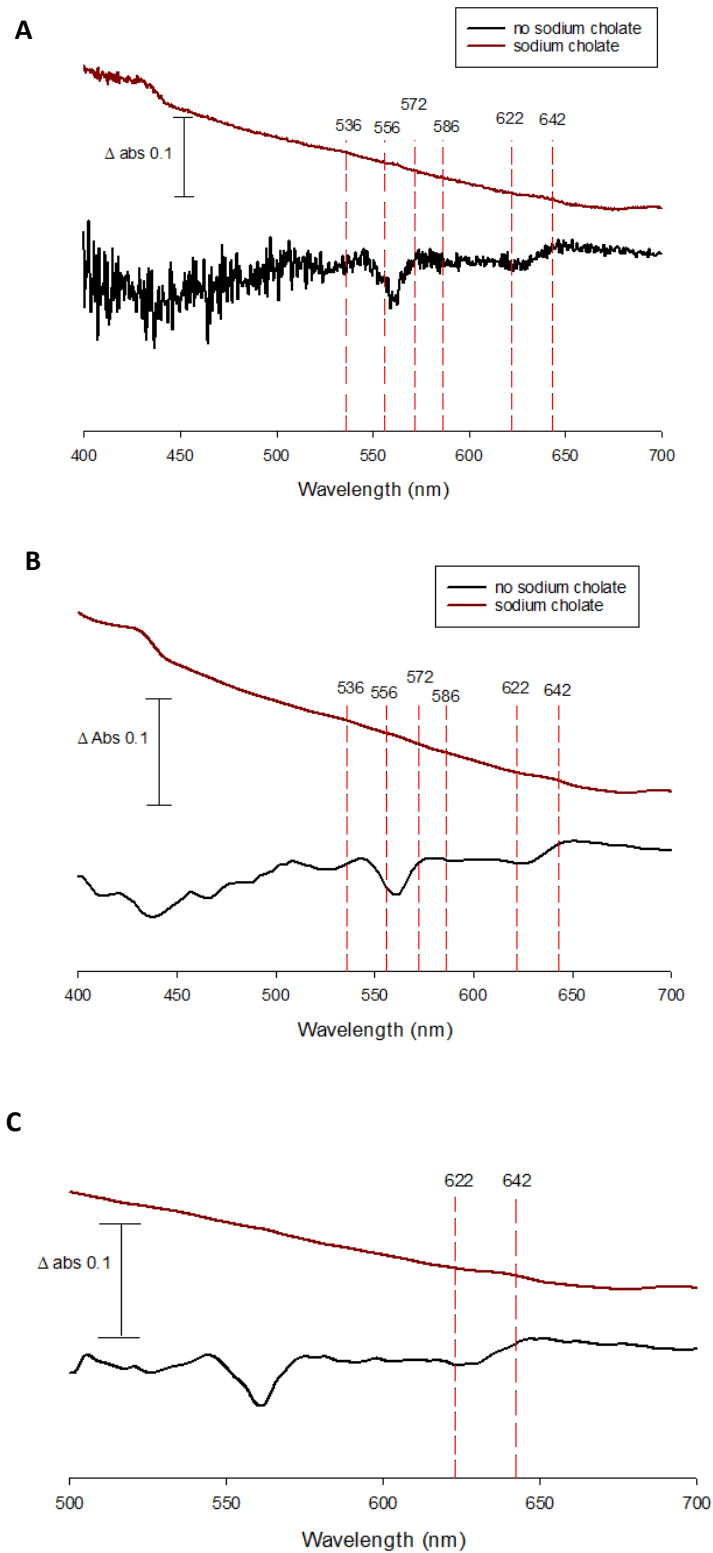 A
no sodium cholate
sodium cholate
572
536 556 586 622 642
Δ abs 0.1
400 450 500 550 600 650 700
Wavelength (nm)
B
no sodium cholate
sodium cholate
572
536 556 586 622 642
Δ Abs 0.1
400 450 500 550 600 650 700
Wavelength (nm)
C
622 642
Δ abs 0.1
500 550 600 650 700
Wavelength (nm)